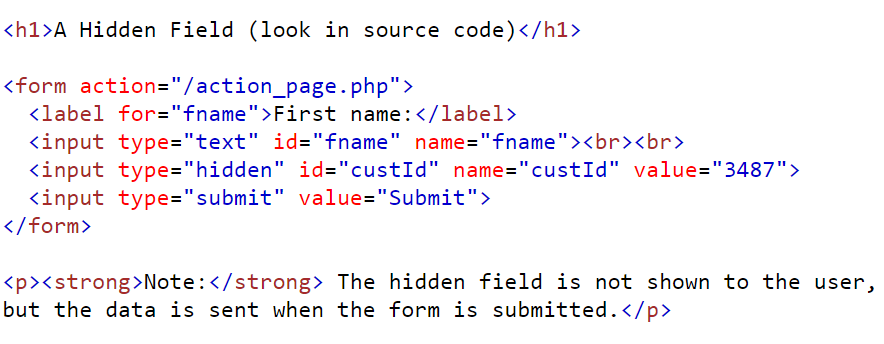 <h1>A Hidden Field (look in source code)</h1>
<form action="/action_page.php">
<label for="fname">First name:</label>
<input type="text" id="fname" name="fname"><br><br>
<input type="hidden" id="custId" name="custId" value="3487">
<input type="submit" value="Submit">
</form>
<p><strong>Note:</strong> The hidden field is not shown to the user,
but the data is sent when the form is submitted.</p>